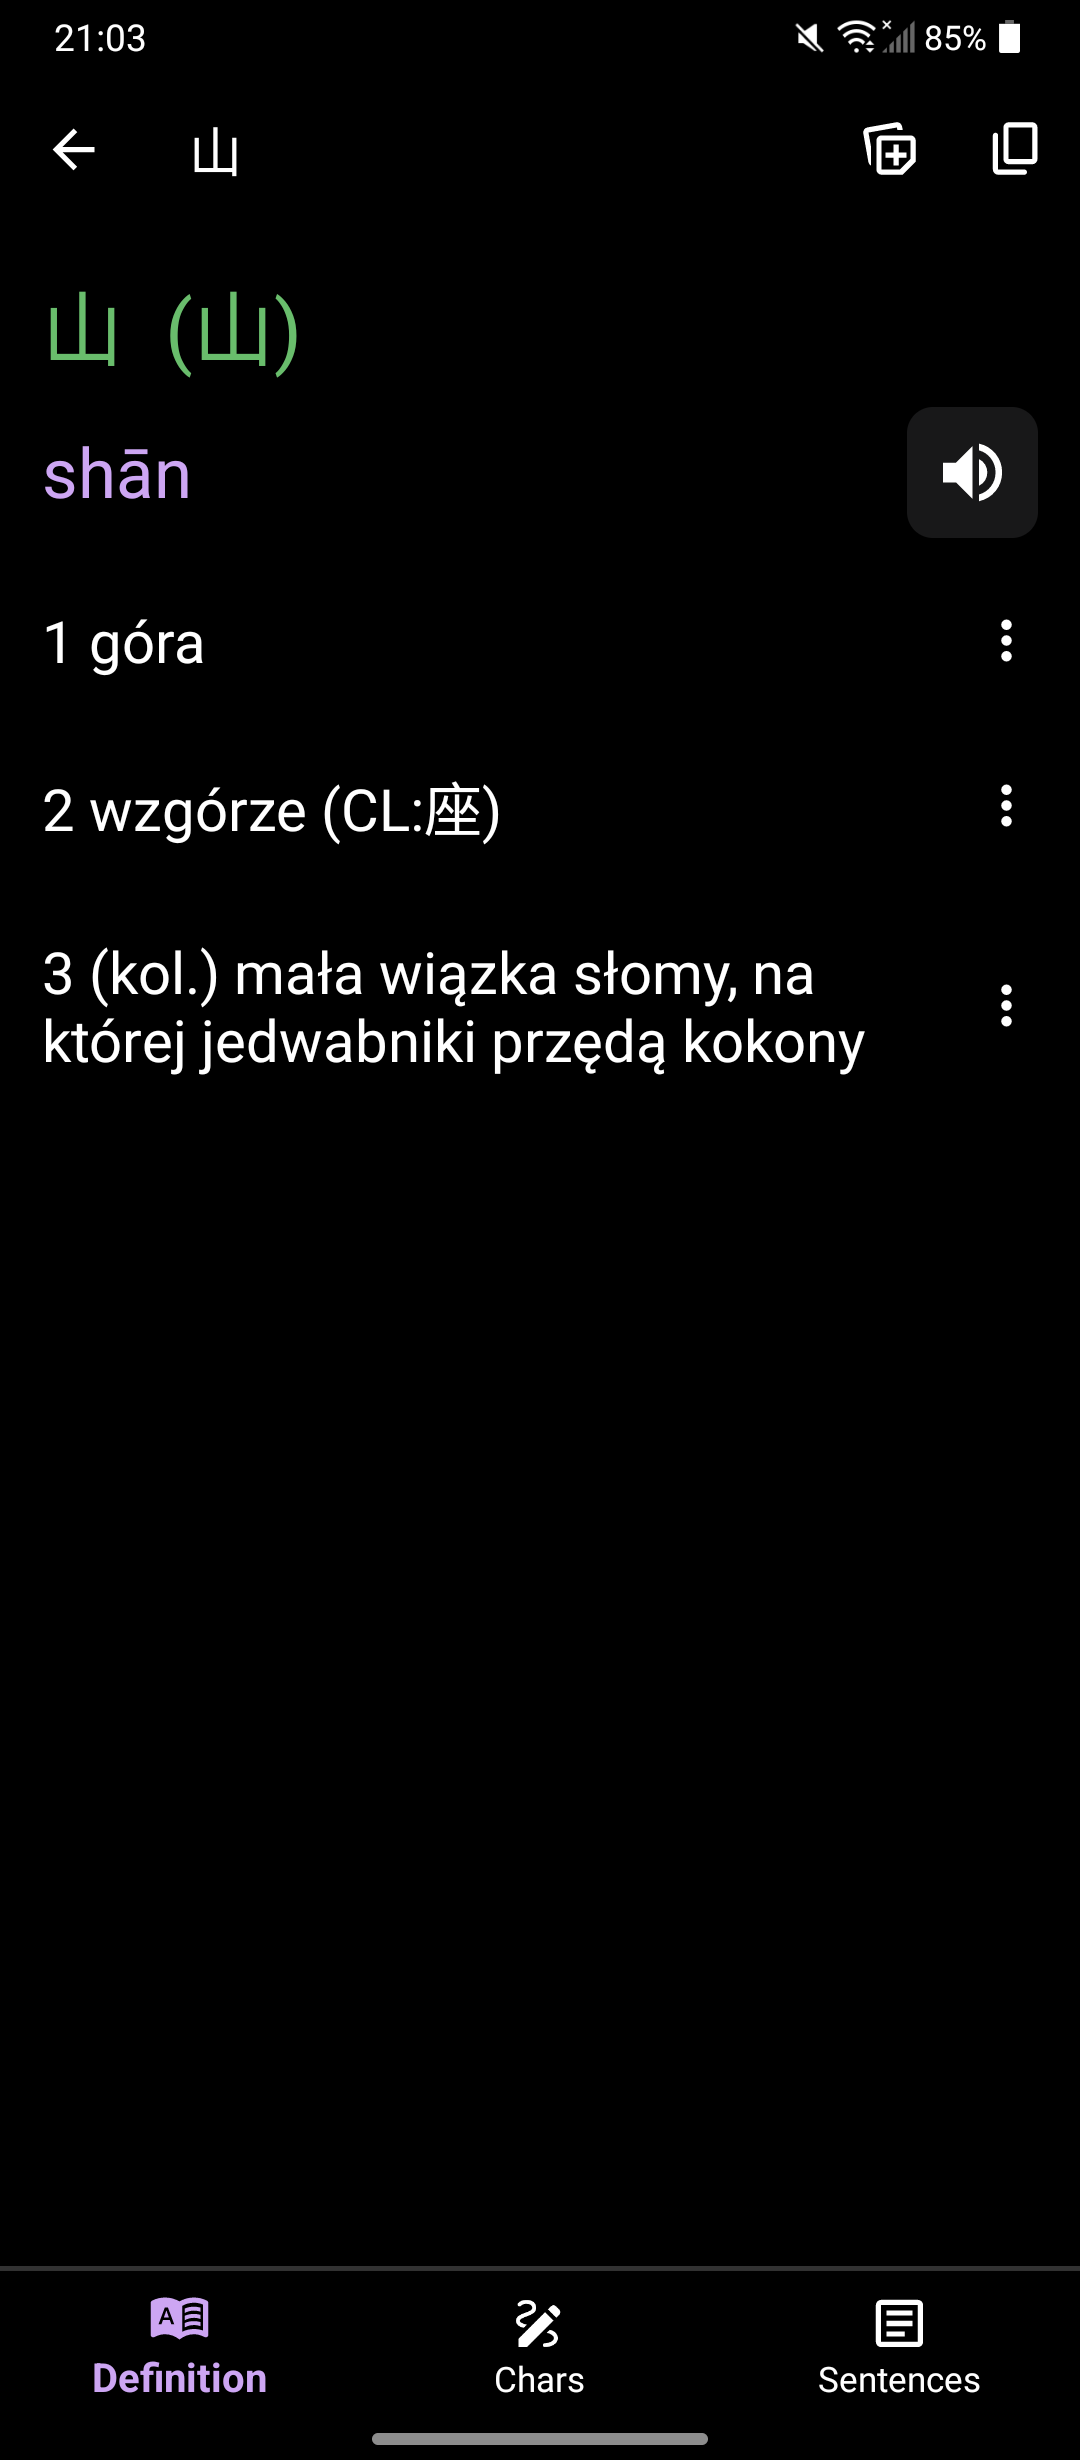 21:03 85%
山
山 (山)
shān
1 góra
2 wzgórze (CL:座)
3 (kol.) mała wiązka słomy, na
której jedwabniki przędą kokony
Definition Chars Sentences